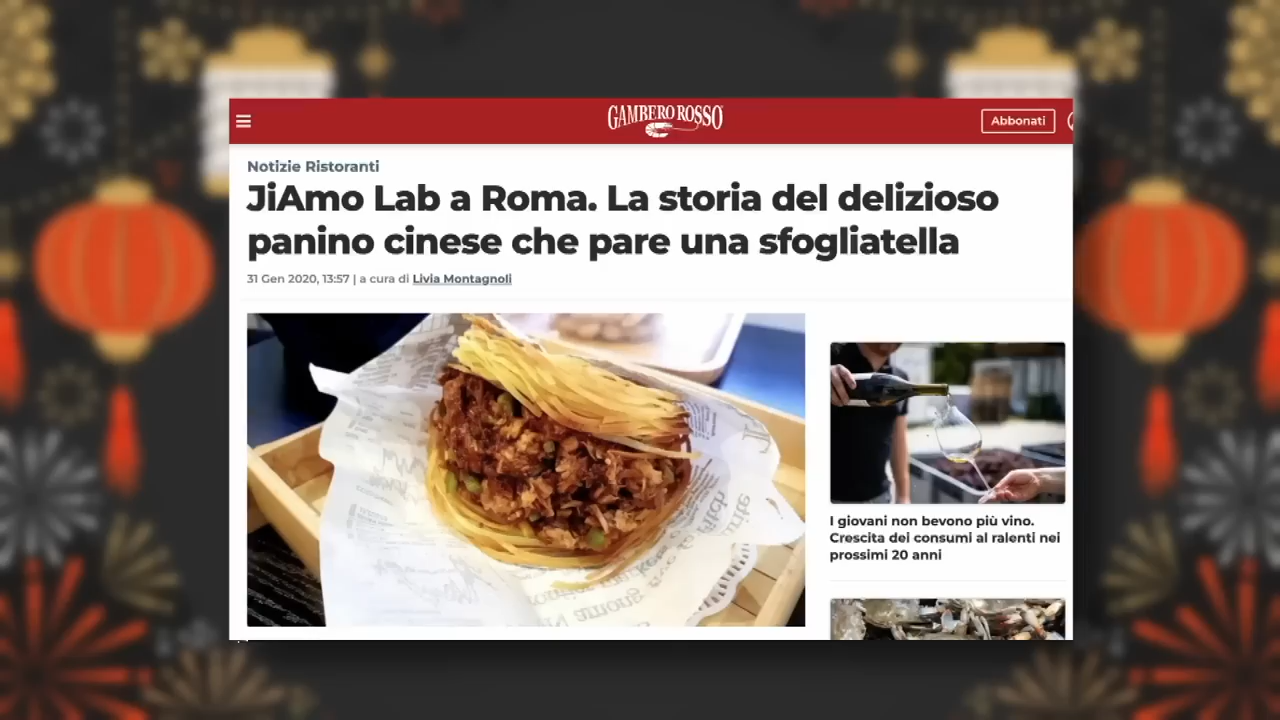 GAMBERO ROSSO
Abbonati
Notizie Ristoranti
JiAmo Lab a Roma. La storia del delizioso
panino cinese che pare una sfogliatella
31 Gen 2020, 13:57 | a cura di Livia Montagnoli
I giovani non bevono più vino.
Crescita dei consumi al ralenti nei
prossimi 20 anni